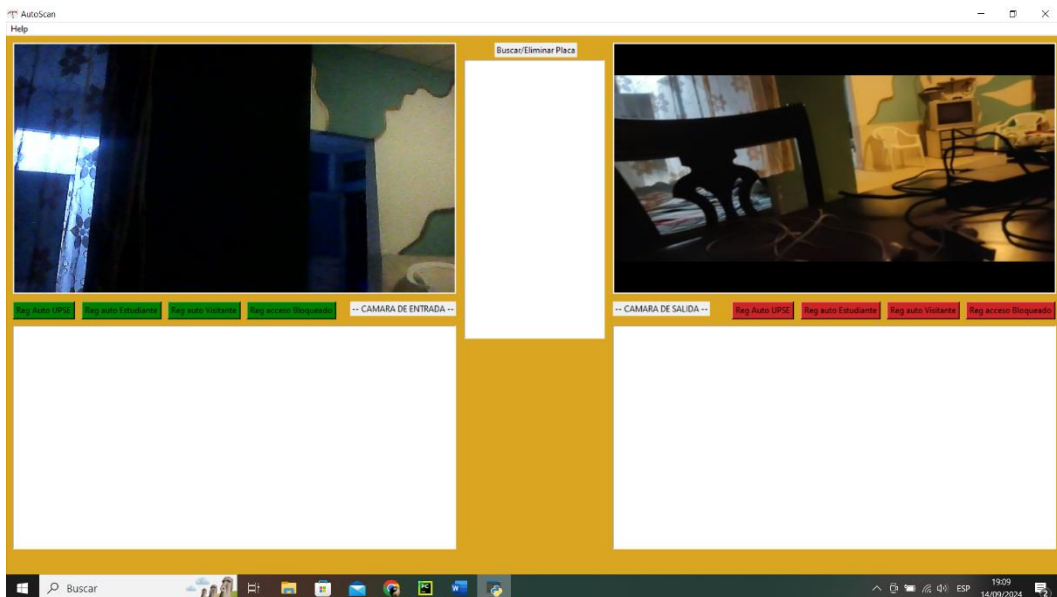 AutoScan
Help
Buscar/Eliminar Placa
Reg Auto UPSE
Reg auto Estudiante
Reg auto Visitante
Reg acceso Bloqueado
-- CAMARA DE ENTRADA --
-- CAMARA DE SALIDA --
Reg Auto UPSE
Reg auto Estudiante
Reg auto Visitante
Reg acceso Bloqueado
Buscar
ESP
19:09
14/09/2024